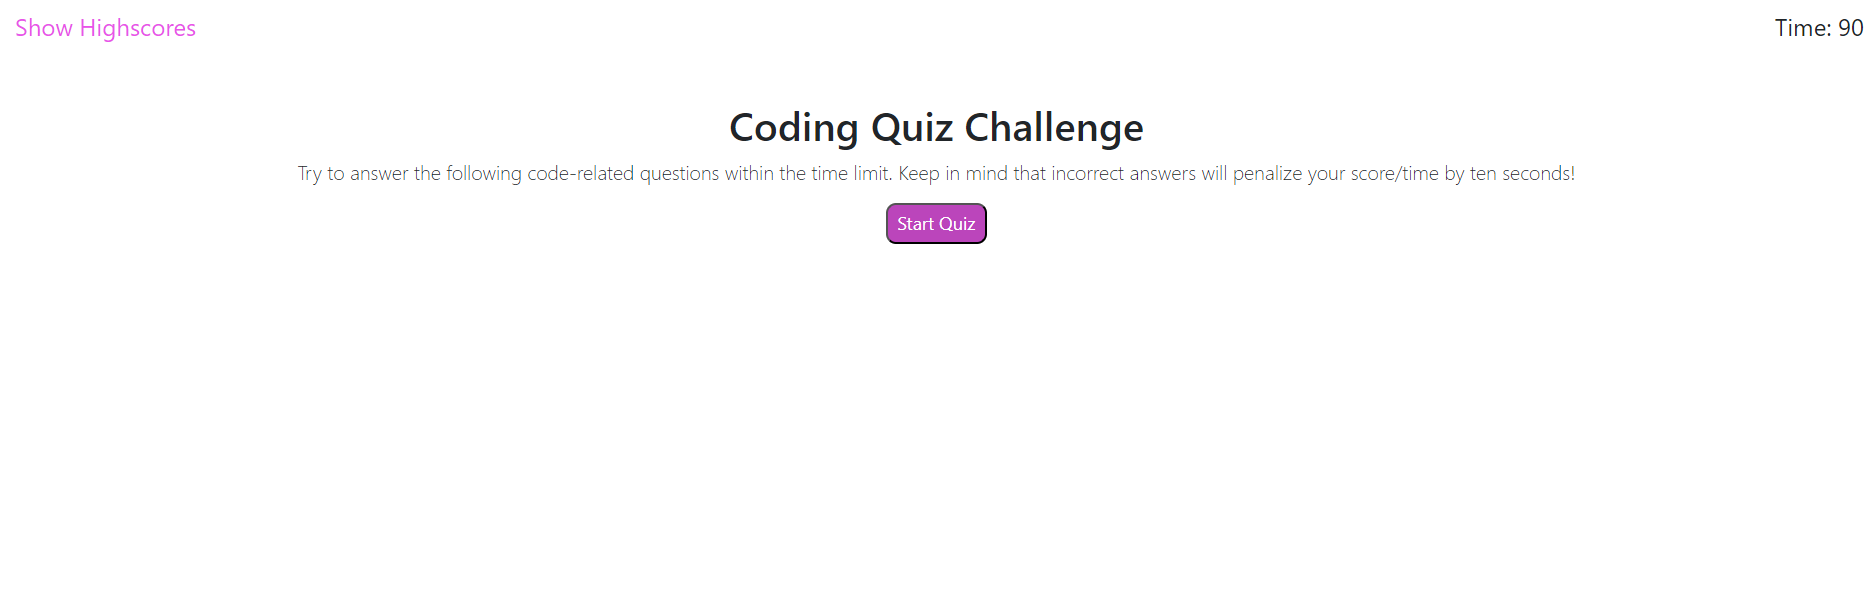 Show Highscores
Time: 90
Coding Quiz Challenge
Try to answer the following code-related questions within the time limit. Keep in mind that incorrect answers will penalize your score/time by ten seconds!
Start Quiz